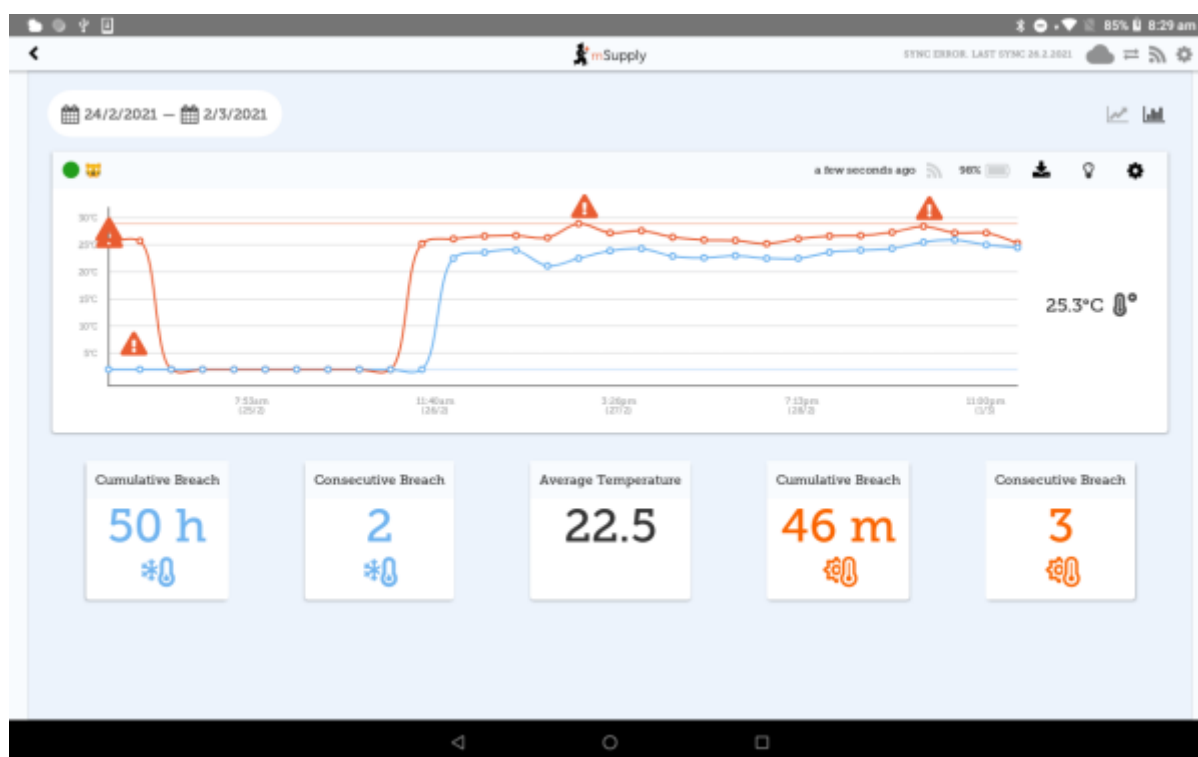 85% 8:29 am
mSupply
SYNC ERROR. LAST SYNC 26.2.2021
24/2/2021 — 2/3/2021
a few seconds ago 98%
30°C
25°C
20°C
15°C
10°C
5°C
25.3°C
7:53am
(25/2)
11:40am
(26/2)
3:26pm
(27/2)
7:13pm
(28/2)
11:00pm
(1/3)
Cumulative Breach
50 h
Consecutive Breach
2
Average Temperature
22.5
Cumulative Breach
46 m
Consecutive Breach
3